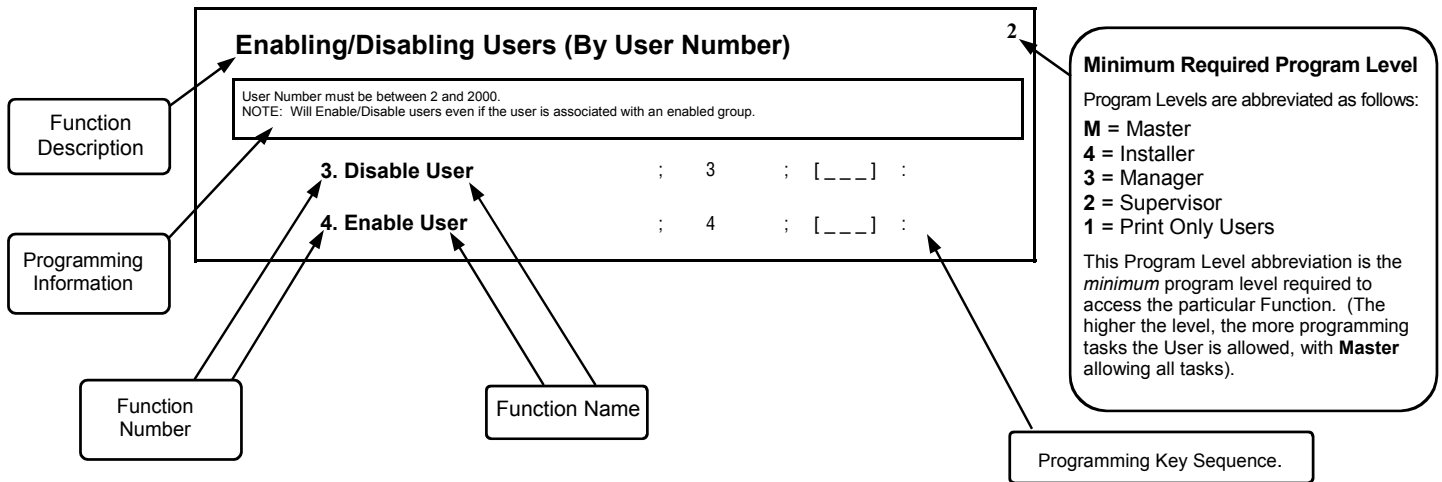 Enabling/Disabling Users (By User Number)
2
User Number must be between 2 and 2000.
NOTE: Will Enable/Disable users even if the user is associated with an enabled group.
3. Disable User ; 3 ; [ _ _ _ ] :
4. Enable User ; 4 ; [ _ _ _ ] :
Function
Description
Programming
Information
Function
Number
Function Name
Programming Key Sequence.
Minimum Required Program Level
Program Levels are abbreviated as follows:
M = Master
4 = Installer
3 = Manager
2 = Supervisor
1 = Print Only Users
This Program Level abbreviation is the
minimum program level required to
access the particular Function. (The
higher the level, the more programming
tasks the User is allowed, with Master
allowing all tasks).